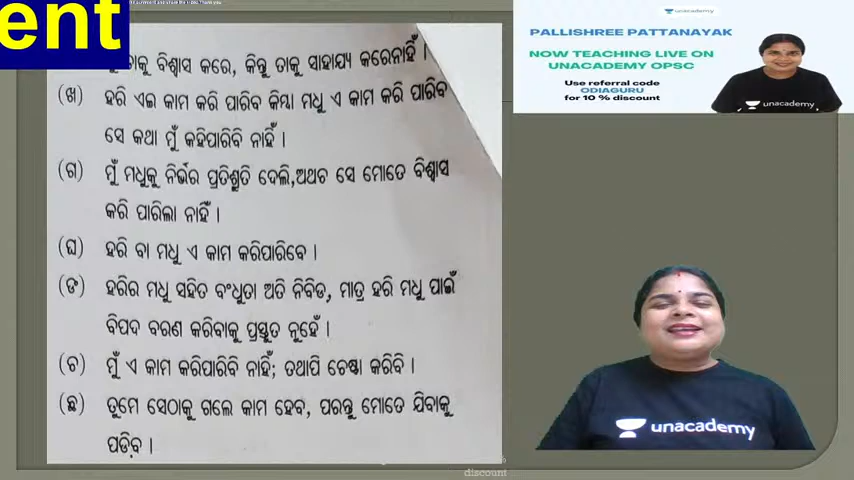 ent
unacademy
PALLISHREE PATTANAYAK
NOW TEACHING LIVE ON
UNACADEMY OPSC
Use referral code
ODIAGURU
for 10 % discount
unacademy
ତାକୁ ବିଶ୍ୱାସ କରେ, କିନ୍ତୁ ତାକୁ ସାହାଯ୍ୟ କରେନାହିଁ ।
(ଖ) ହରି ଏଇ କାମ କରି ପାରିବ କିମ୍ବା ମଧୁ ଏ କାମ କରି ପାରିବ
ସେ କଥା ମୁଁ କହିପାରିବି ନାହିଁ ।
(ଗ) ମୁଁ ମଧୁକୁ ନିର୍ଭର ପ୍ରତିଶ୍ରୁତି ଦେଲି,ଅଥଚ ସେ ମୋତେ ବିଶ୍ୱାସ
କରି ପାରିଲା ନାହିଁ ।
(ଘ) ହରି ବା ମଧୁ ଏ କାମ କରିପାରିବେ ।
(ଙ) ହରିର ମଧୁ ସହିତ ବଂଧୁତା ଅତି ନିବିଡ, ମାତ୍ର ହରି ମଧୁ ପାଇଁ
ବିପଦ ବରଣ କରିବାକୁ ପ୍ରସ୍ତୁତ ନୁହେଁ ।
(ଚ) ମୁଁ ଏ କାମ କରିପାରିବି ନାହିଁ; ତଥାପି ଚେଷ୍ଟା କରିବି ।
(ଛ) ତୁମେ ସେଠାକୁ ଗଲେ କାମ ହେବ, ପରନ୍ତୁ ମୋତେ ଯିବାକୁ
ପଡ଼ିବ ।
unacademy
discount